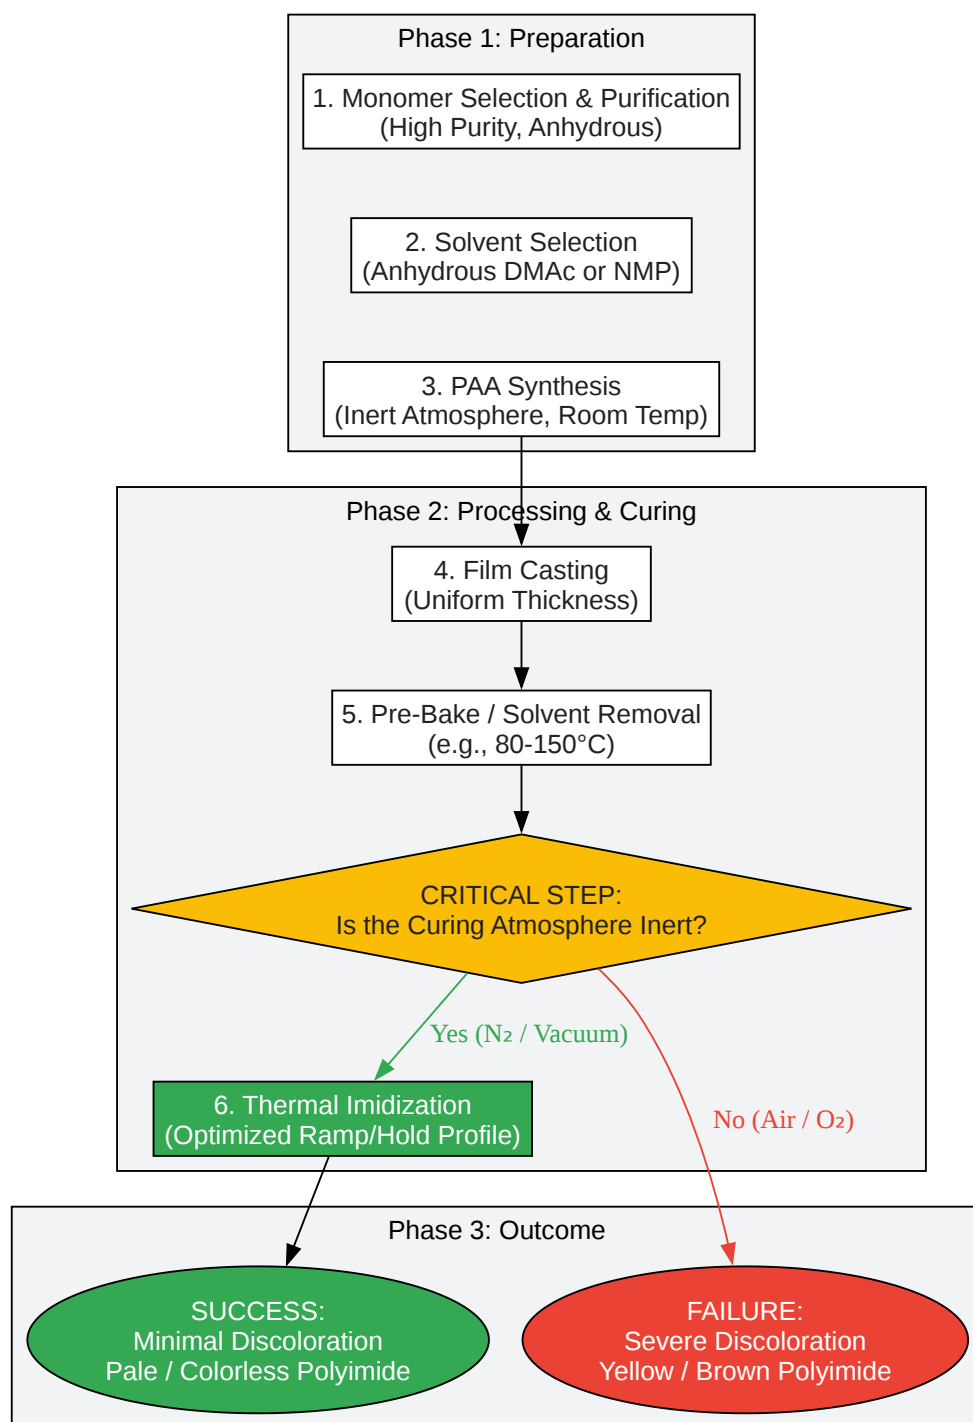 Phase 1: Preparation
1. Monomer Selection & Purification
(High Purity, Anhydrous)
2. Solvent Selection
(Anhydrous DMAc or NMP)
3. PAA Synthesis
(Inert Atmosphere, Room Temp)
Phase 2: Processing & Curing
4. Film Casting
(Uniform Thickness)
5. Pre-Bake / Solvent Removal
(e.g., 80-150°C)
CRITICAL STEP:
Is the Curing Atmosphere Inert?
Yes (N₂ / Vacuum)
6. Thermal Imidization
(Optimized Ramp/Hold Profile)
No (Air / O₂)
Phase 3: Outcome
SUCCESS:
Minimal Discoloration
Pale / Colorless Polyimide
FAILURE:
Severe Discoloration
Yellow / Brown Polyimide